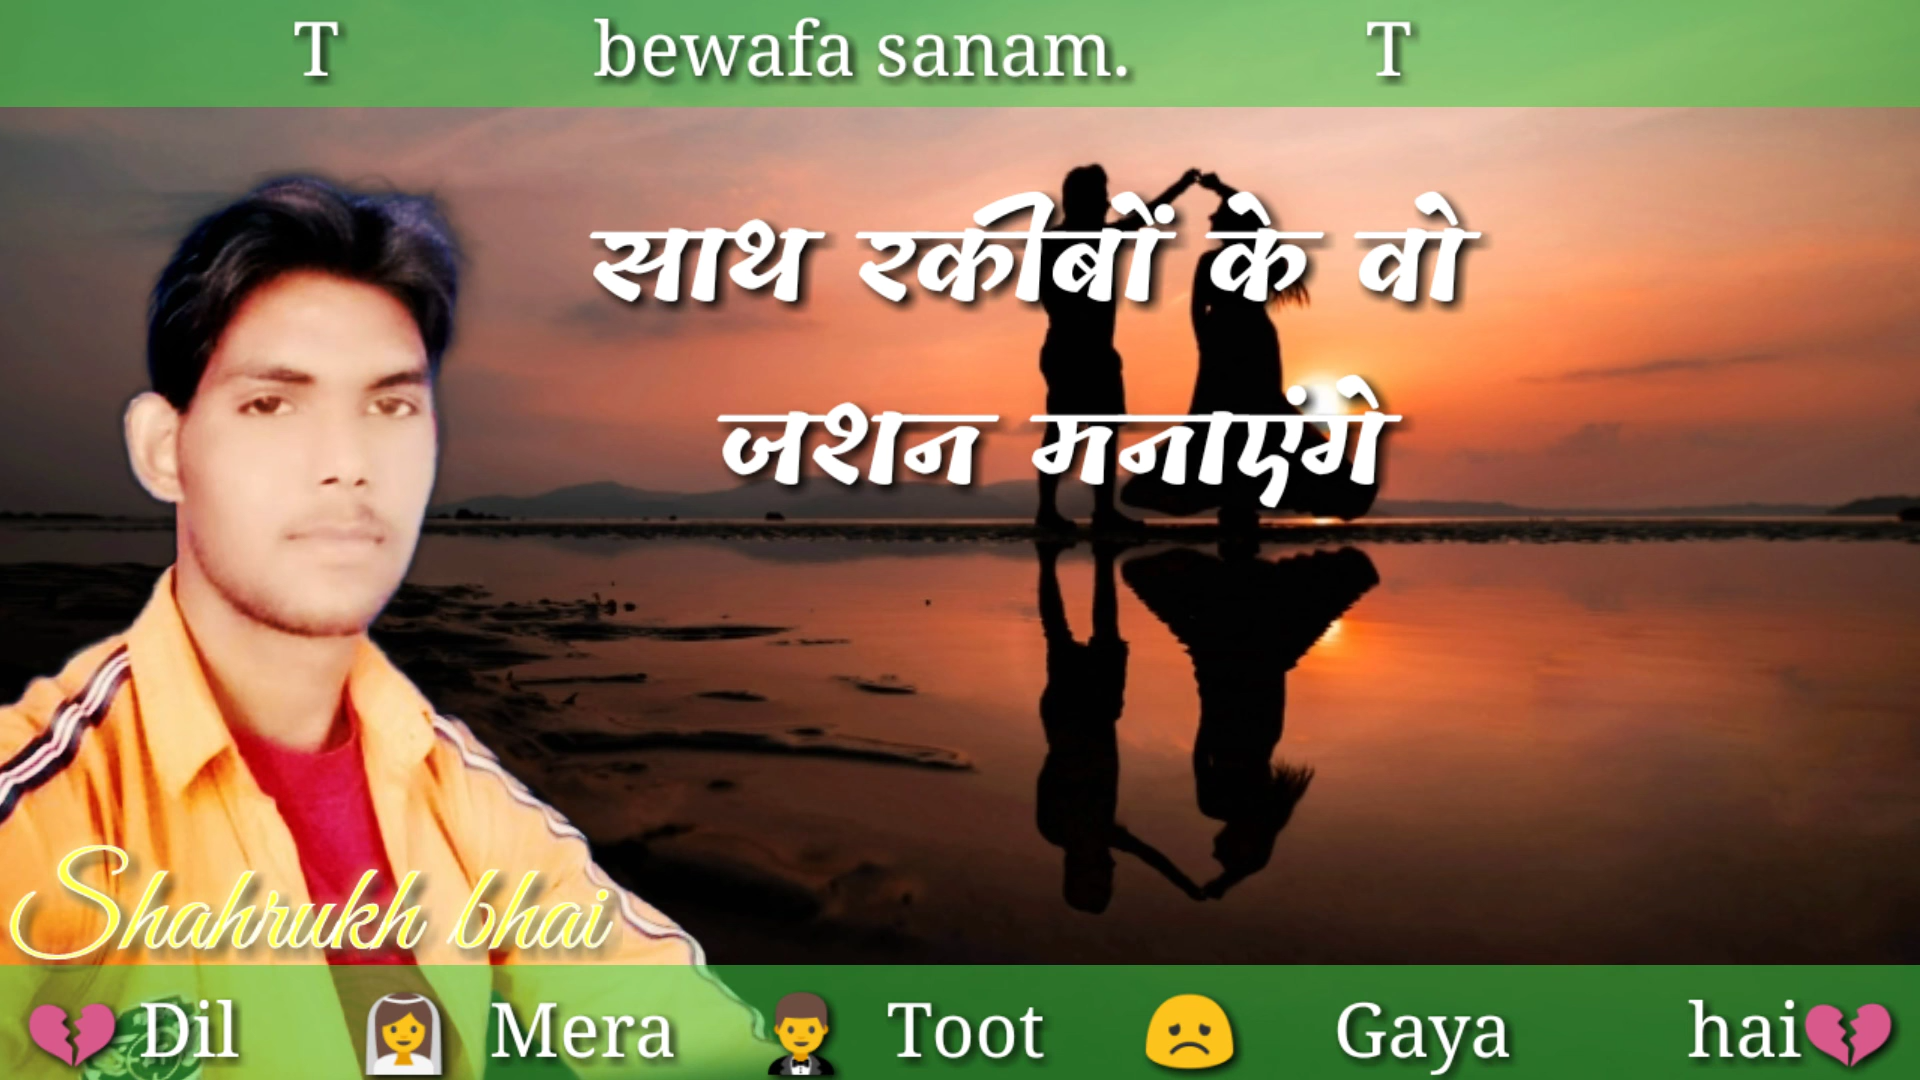 T bewafa sanam. T
साथ रकीबों के वो
जशन मनाएंगे
Shahrukh bhai
💔 Dil 👰 Mera 🤵 Toot 😞 Gaya hai💔